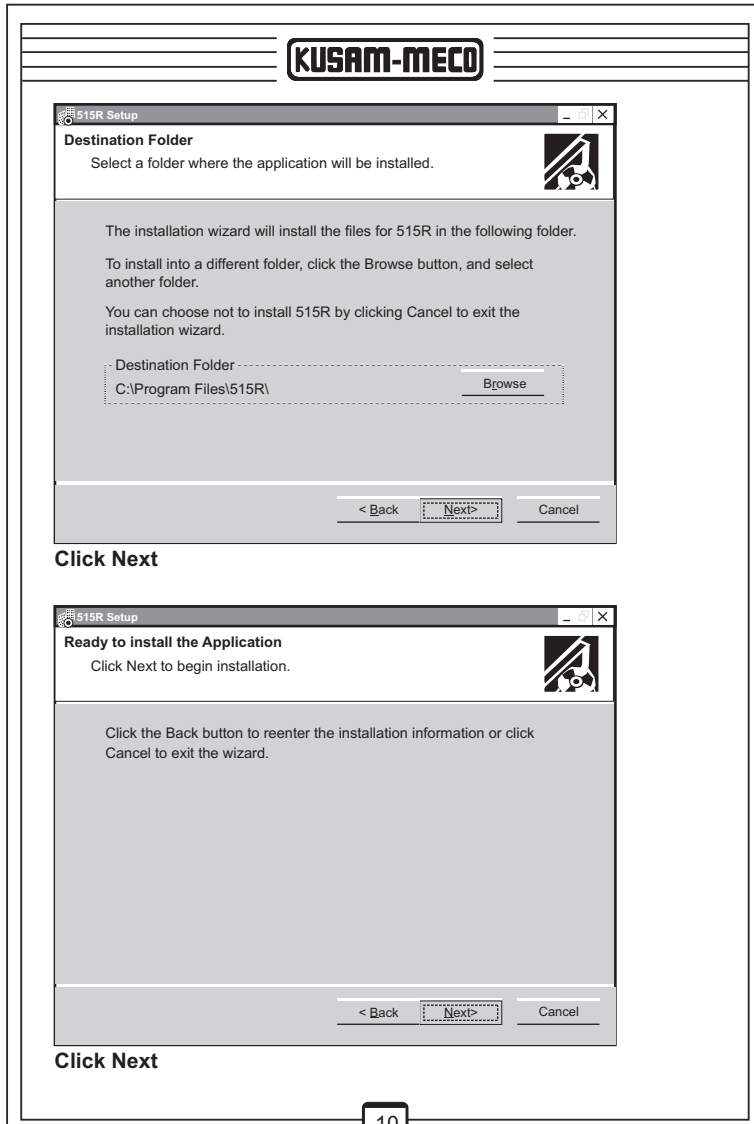 KUSAM-MECO
515R Setup
Destination Folder
Select a folder where the application will be installed.
The installation wizard will install the files for 515R in the following folder.
To install into a different folder, click the Browse button, and select
another folder.
You can choose not to install 515R by clicking Cancel to exit the
installation wizard.
Destination Folder
C:\Program Files\515R\
Browse
< Back Next> Cancel
Click Next
515R Setup
Ready to install the Application
Click Next to begin installation.
Click the Back button to reenter the installation information or click
Cancel to exit the wizard.
< Back Next> Cancel
Click Next
10